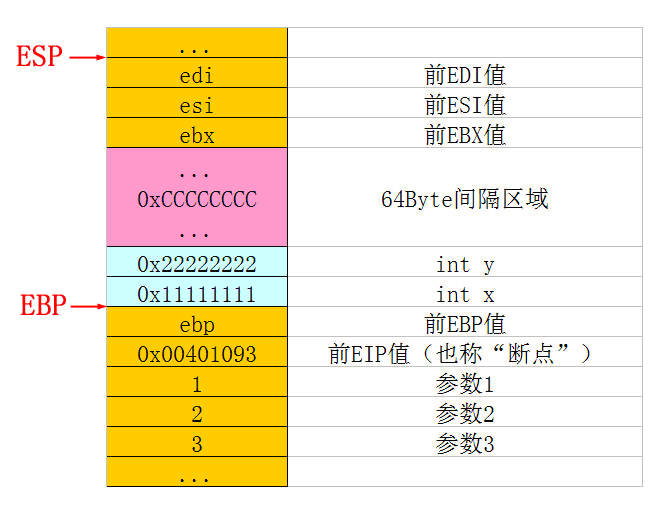 ...
ESP
edi 前EDI值
esi 前ESI值
ebx 前EBX值
...
0xCCCCCCCC 64Byte间隔区域
...
0x22222222 int y
0x11111111 int x
EBP
ebp 前EBP值
0x00401093 前EIP值（也称“断点”）
1 参数1
2 参数2
3 参数3
...